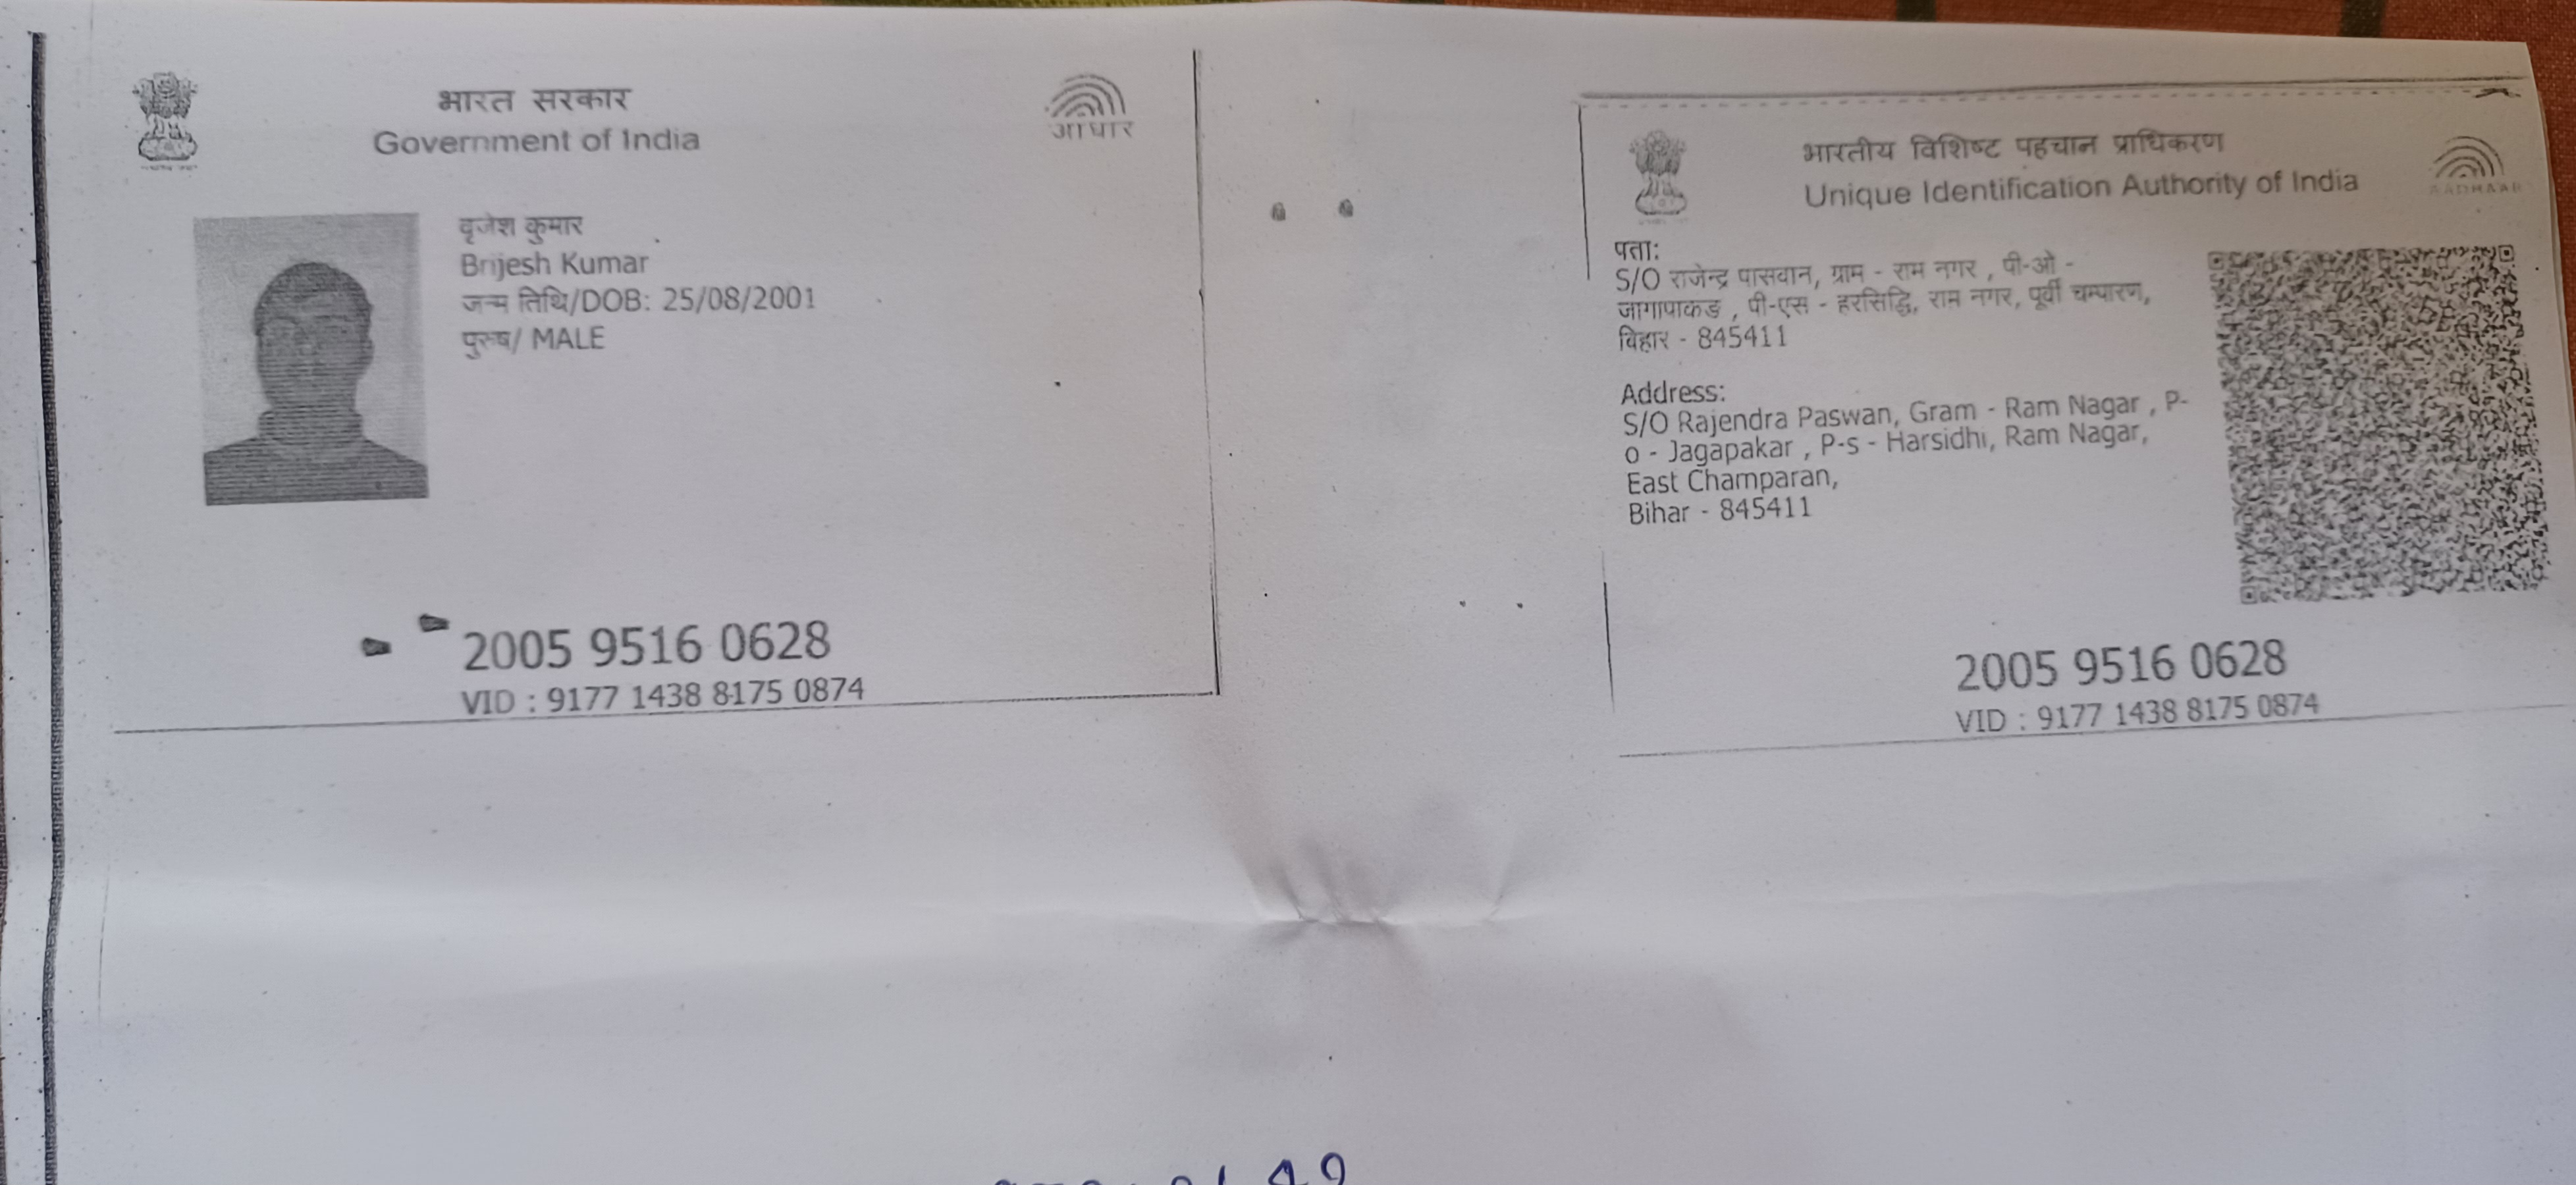 भारत सरकार
Government of India
आधार
वृजेश कुमार
Brijesh Kumar
जन्म तिथि/DOB: 25/08/2001
पुरुष/ MALE
2005 9516 0628
VID : 9177 1438 8175 0874
भारतीय विशिष्ट पहचान प्राधिकरण
Unique Identification Authority of India
AADHAAR
पता:
S/O राजेन्द्र पासवान, ग्राम - राम नगर , पी-ओ -
जागापाकड , पी-एस - हरसिद्धि, राम नगर, पूर्वी चम्पारण,
बिहार - 845411
Address:
S/O Rajendra Paswan, Gram - Ram Nagar , P-
o - Jagapakar , P-s - Harsidhi, Ram Nagar,
East Champaran,
Bihar - 845411
2005 9516 0628
VID : 9177 1438 8175 0874